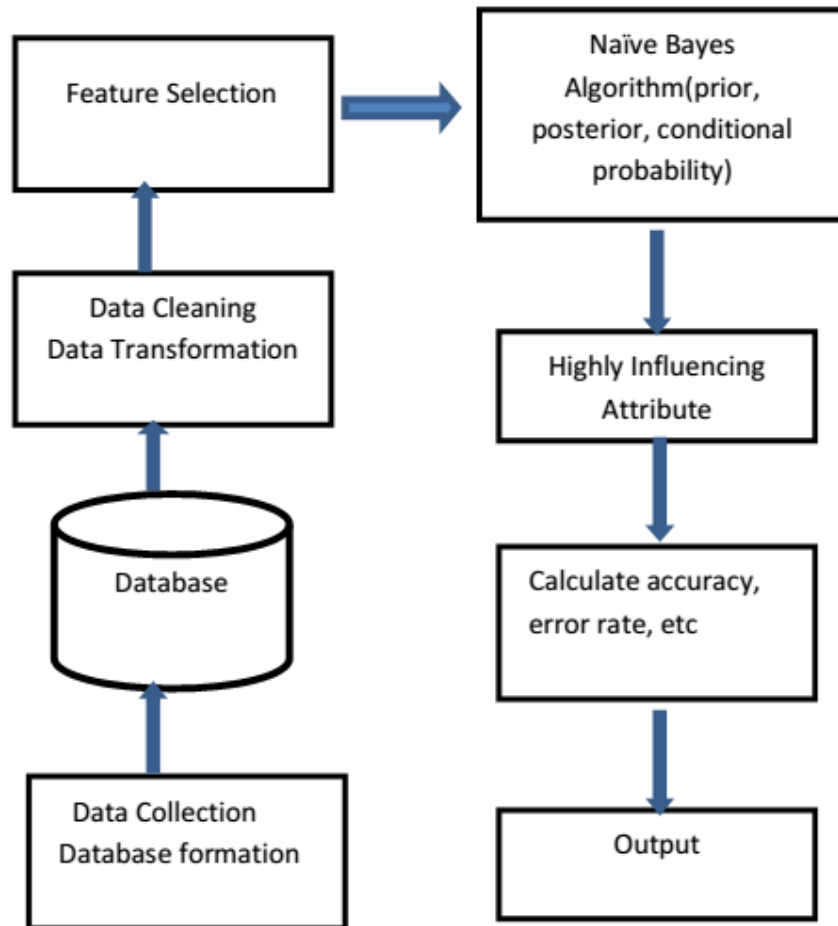 Feature Selection
Naïve Bayes
Algorithm(prior,
posterior, conditional
probability)
Data Cleaning
Data Transformation
Highly Influencing
Attribute
Database
Calculate accuracy,
error rate, etc
Data Collection
Database formation
Output